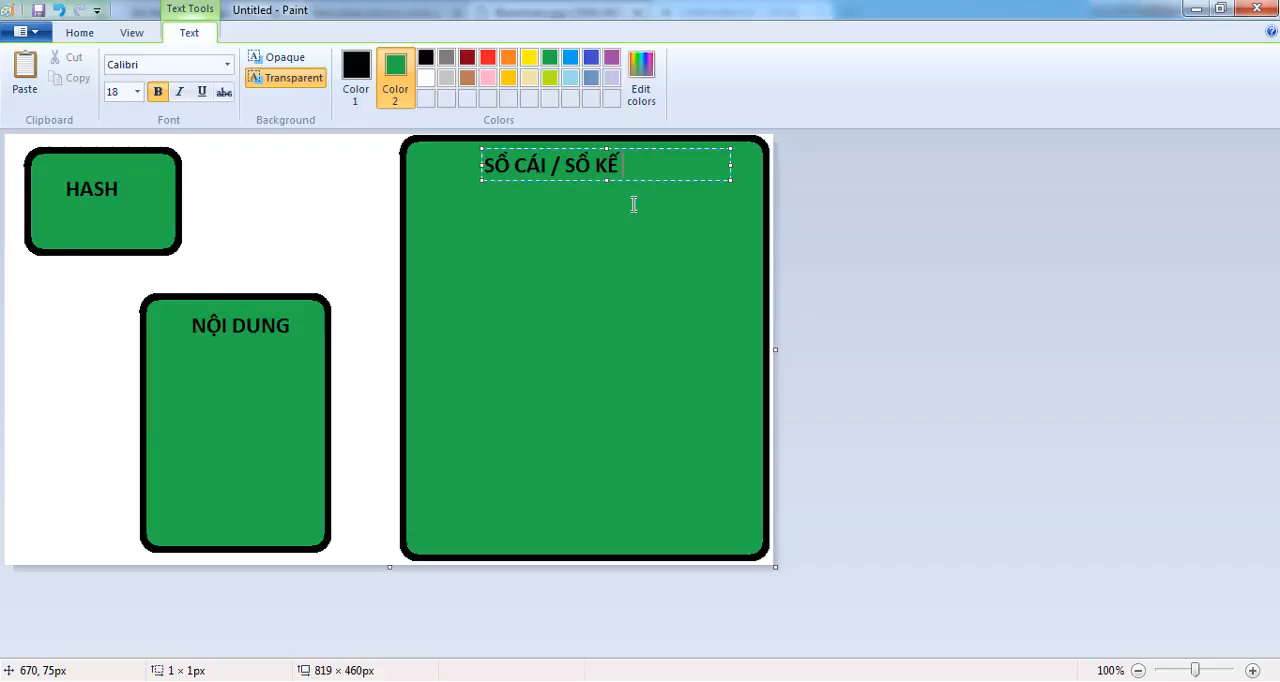 Text Tools
Untitled - Paint
Home
View
Text
Paste
Cut
Copy
Clipboard
Calibri
18
B I U abc
Font
Opaque
Transparent
Background
Color 1
Color 2
Edit colors
Colors
HASH
NỘI DUNG
SỔ CÁI / SỔ KẾ
670, 75px
1 × 1px
819 × 460px
100%